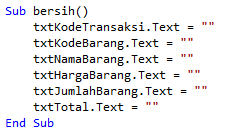 Sub bersih()
    txtKodeTransaksi.Text = ""
    txtKodeBarang.Text = ""
    txtNamaBarang.Text = ""
    txtHargaBarang.Text = ""
    txtJumlahBarang.Text = ""
    txtTotal.Text = ""
End Sub